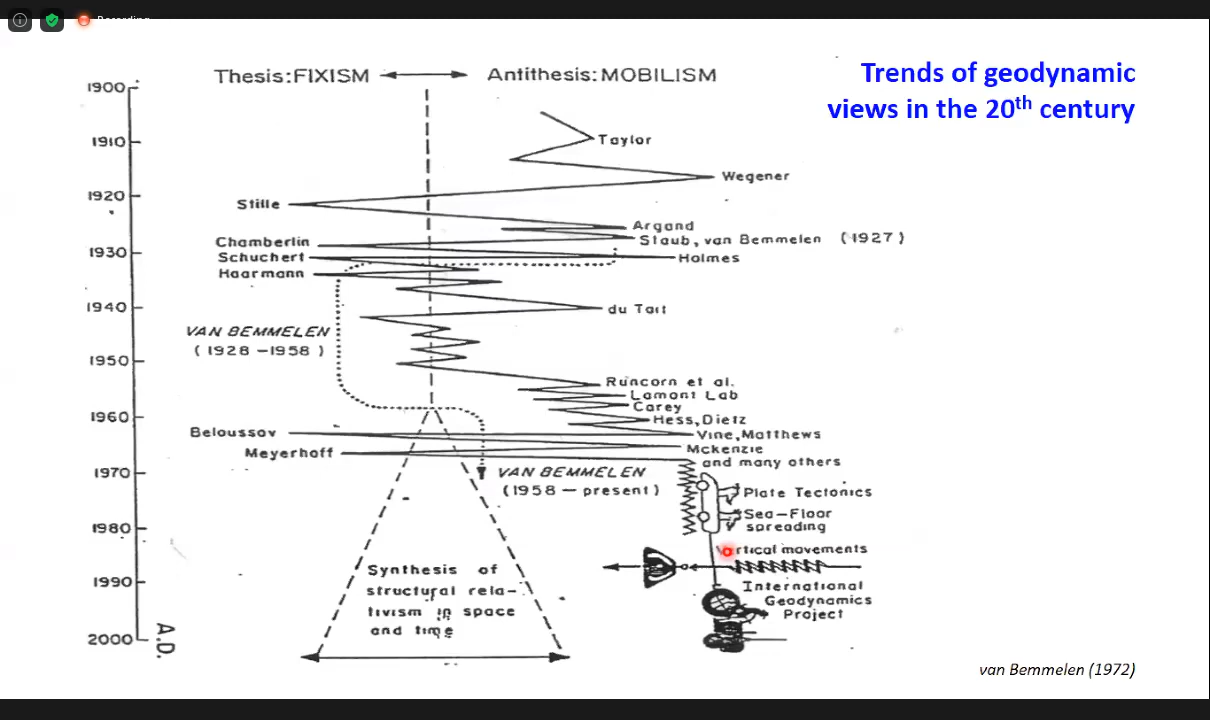 Recording
Trends of geodynamic
views in the 20th century
Thesis: FIXISM
Antithesis: MOBILISM
1900
1910
1920
1930
1940
1950
1960
1970
1980
1990
2000
A.D.
Taylor
Wegener
Stille
Argand
Chamberlin
Staub, van Bemmelen (1927)
Schuchert
Holmes
Haarmann
du Toit
VAN BEMMELEN
(1928-1958)
Runcorn et al.
Lamont Lab
Carey
Hess, Dietz
Beloussov
Vine, Matthews
Meyerhoff
McKenzie
and many others
VAN BEMMELEN
(1958 - present)
Plate Tectonics
Sea-Floor
spreading
Vertical movements
International
Geodynamics
Project
Synthesis of
structural rela-
tivism in space
and time
van Bemmelen (1972)